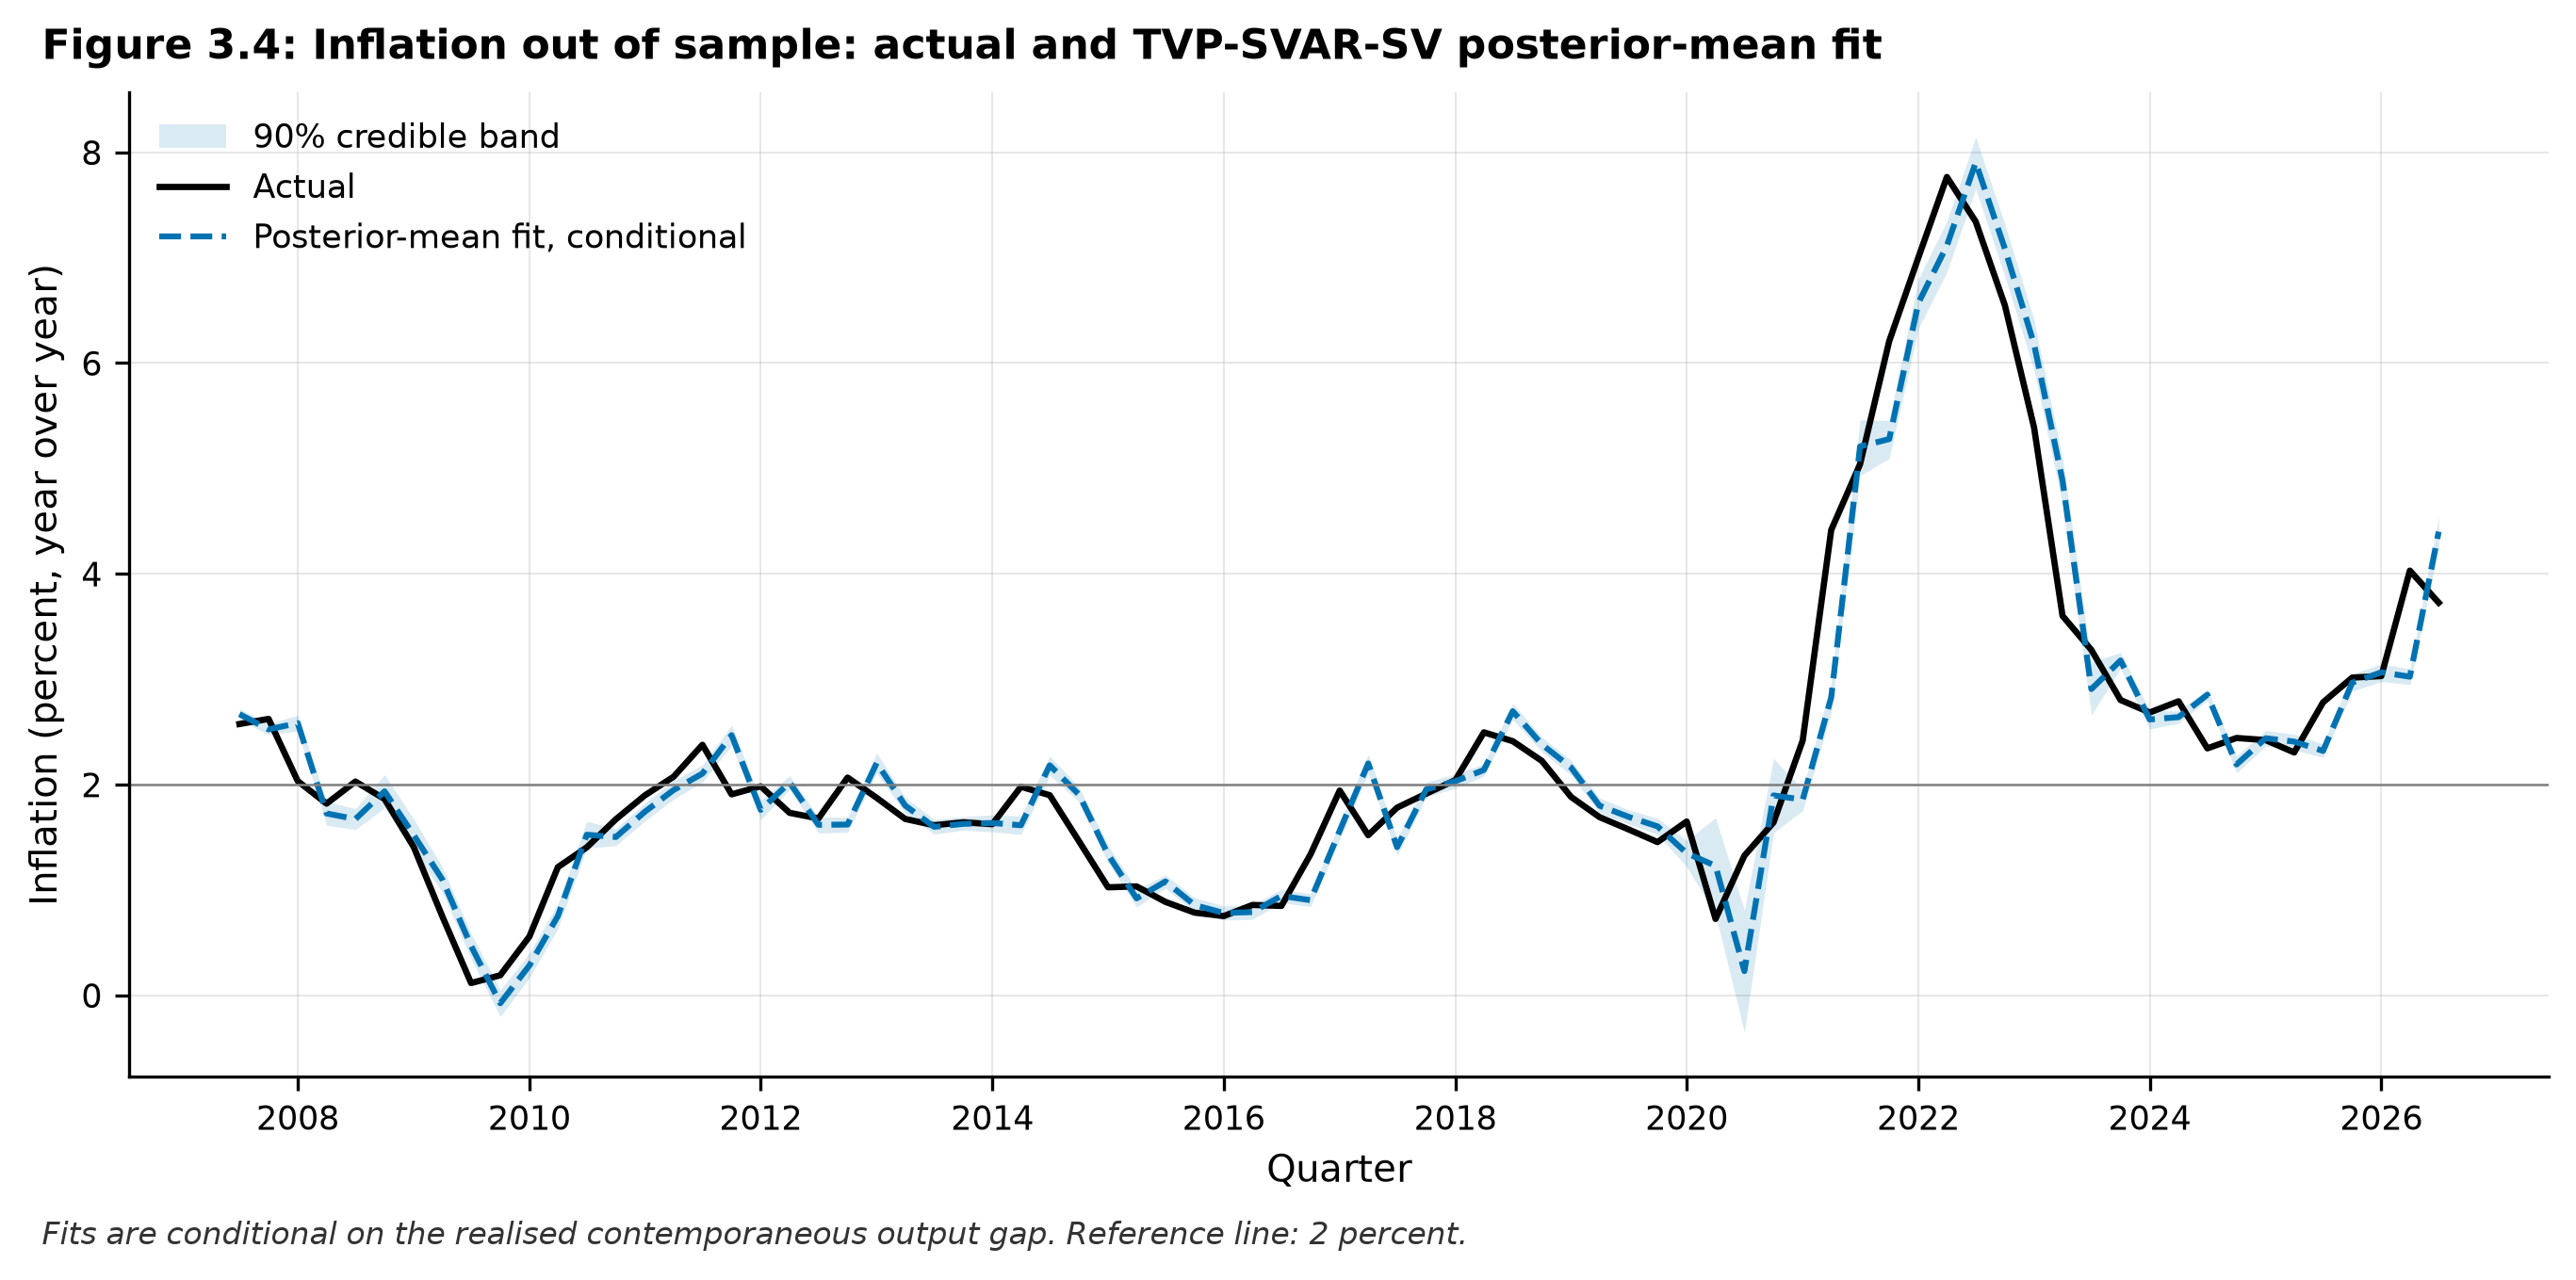 Figure 3.4: Inflation out of sample: actual and TVP-SVAR-SV posterior-mean fit
90% credible band
Actual
Posterior-mean fit, conditional
Inflation (percent, year over year)
8
6
4
2
0
2008 2010 2012 2014 2016 2018 2020 2022 2024 2026
Quarter
Fits are conditional on the realised contemporaneous output gap. Reference line: 2 percent.